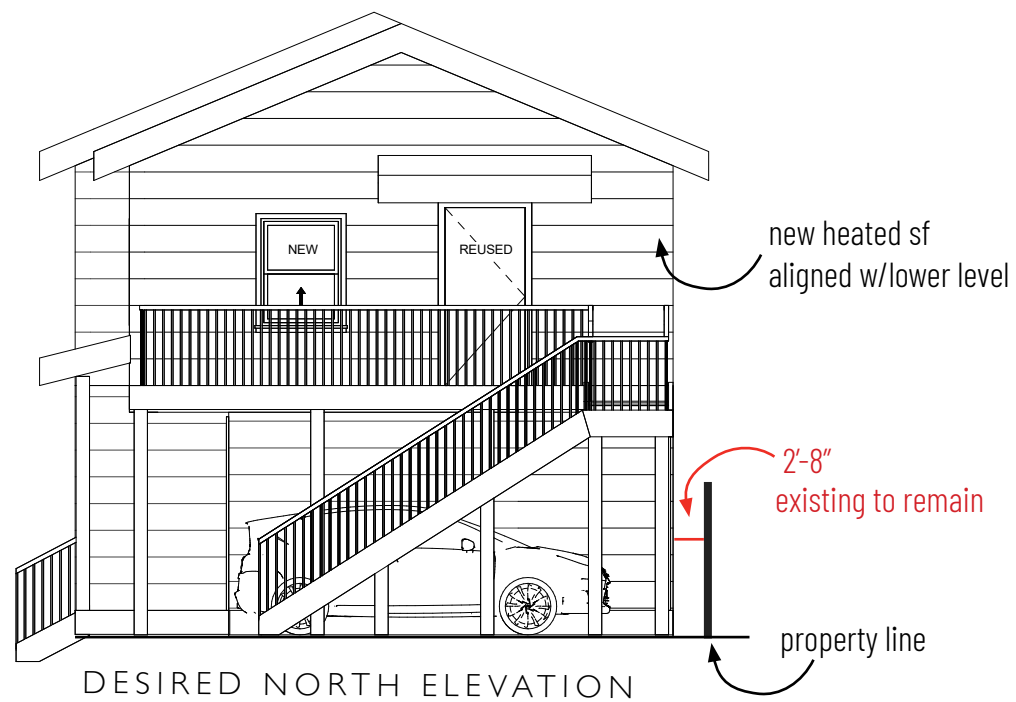 NEW
REUSED
new heated sf
aligned w/lower level
2'-8"
existing to remain
property line
DESIRED NORTH ELEVATION